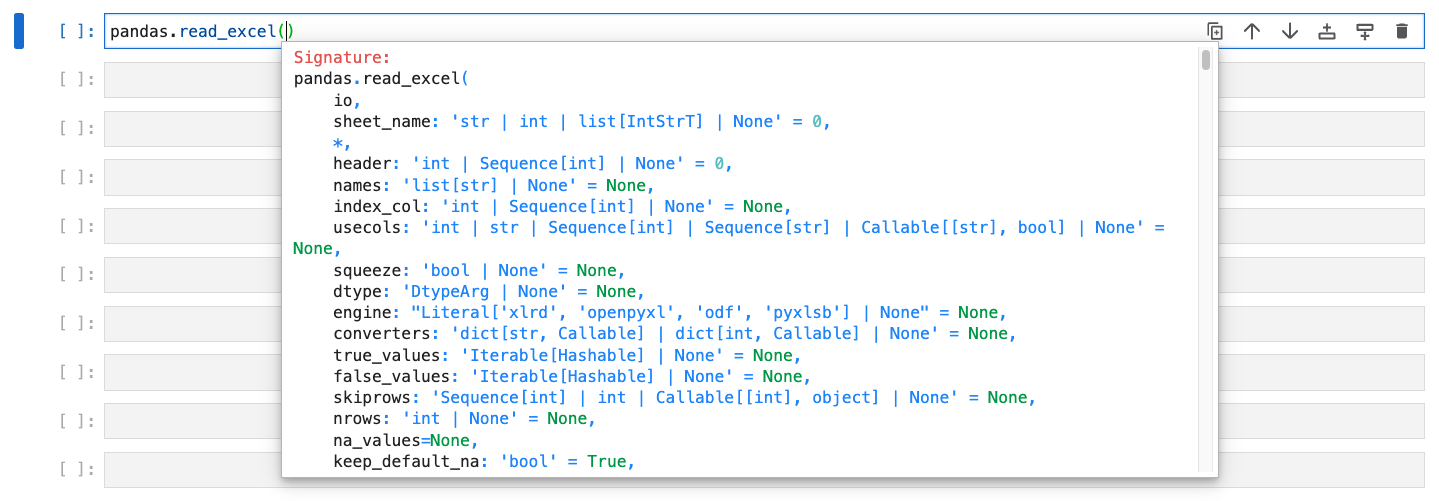 [ ]: pandas.read_excel()
Signature:
pandas.read_excel(
io,
sheet_name: 'str | int | list[IntStrT] | None' = 0,
*,
header: 'int | Sequence[int] | None' = 0,
names: 'list[str] | None' = None,
index_col: 'int | Sequence[int] | None' = None,
usecols: 'int | str | Sequence[int] | Sequence[str] | Callable[[str], bool] | None' =
None,
squeeze: 'bool | None' = None,
dtype: 'DtypeArg | None' = None,
engine: "Literal['xlrd', 'openpyxl', 'odf', 'pyxlsb'] | None" = None,
converters: 'dict[str, Callable] | dict[int, Callable] | None' = None,
true_values: 'Iterable[Hashable] | None' = None,
false_values: 'Iterable[Hashable] | None' = None,
skiprows: 'Sequence[int] | int | Callable[[int], object] | None' = None,
nrows: 'int | None' = None,
na_values=None,
keep_default_na: 'bool' = True,
[ ]:
[ ]:
[ ]:
[ ]:
[ ]:
[ ]:
[ ]:
[ ]:
[ ]: